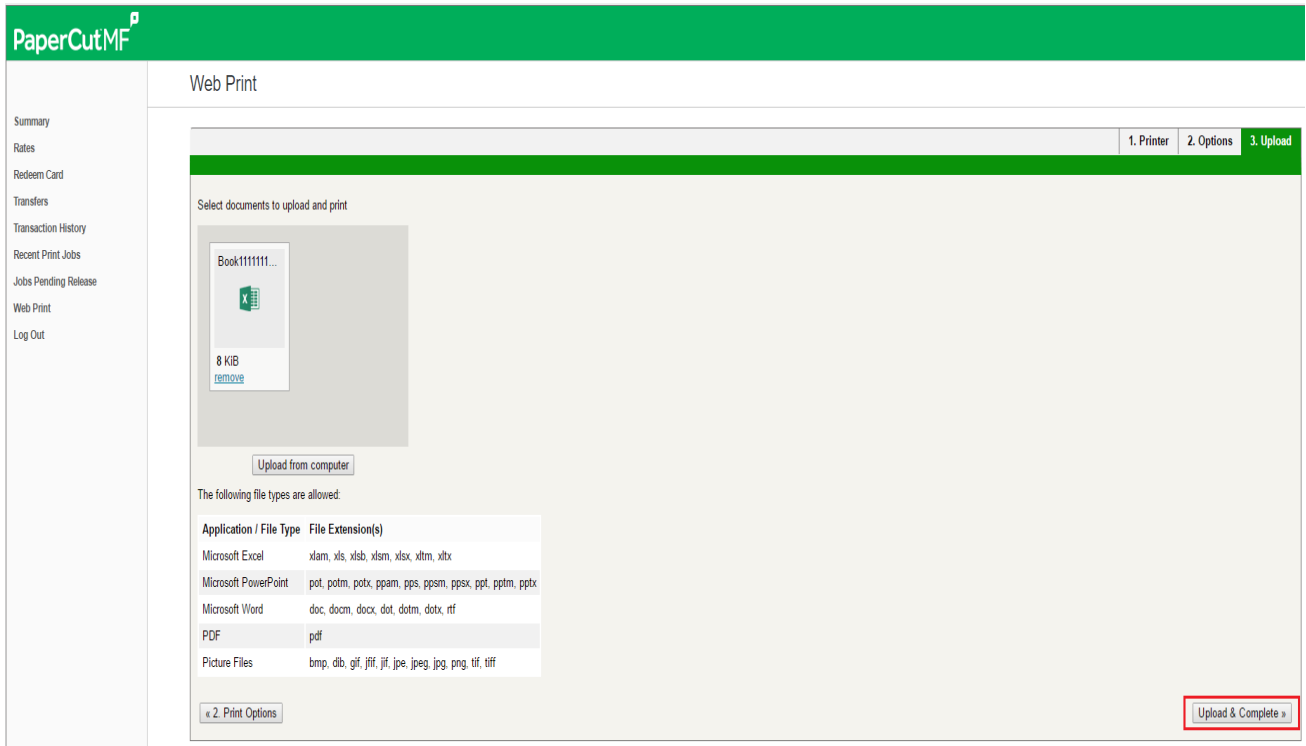 PaperCutMF
Web Print
Summary
Rates
Redeem Card
Transfers
Transaction History
Recent Print Jobs
Jobs Pending Release
Web Print
Log Out
1. Printer 2. Options 3. Upload
Select documents to upload and print
Book1111111...
8 KiB
remove
Upload from computer
The following file types are allowed:
Application / File Type File Extension(s)
Microsoft Excel xlam, xls, xlsb, xlsm, xlsx, xltm, xltx
Microsoft PowerPoint pot, potm, potx, ppam, pps, ppsm, ppsx, ppt, pptm, pptx
Microsoft Word doc, docm, docx, dot, dotm, dotx, rtf
PDF pdf
Picture Files bmp, dib, gif, jfif, jif, jpe, jpeg, jpg, png, tif, tiff
« 2. Print Options
Upload & Complete »